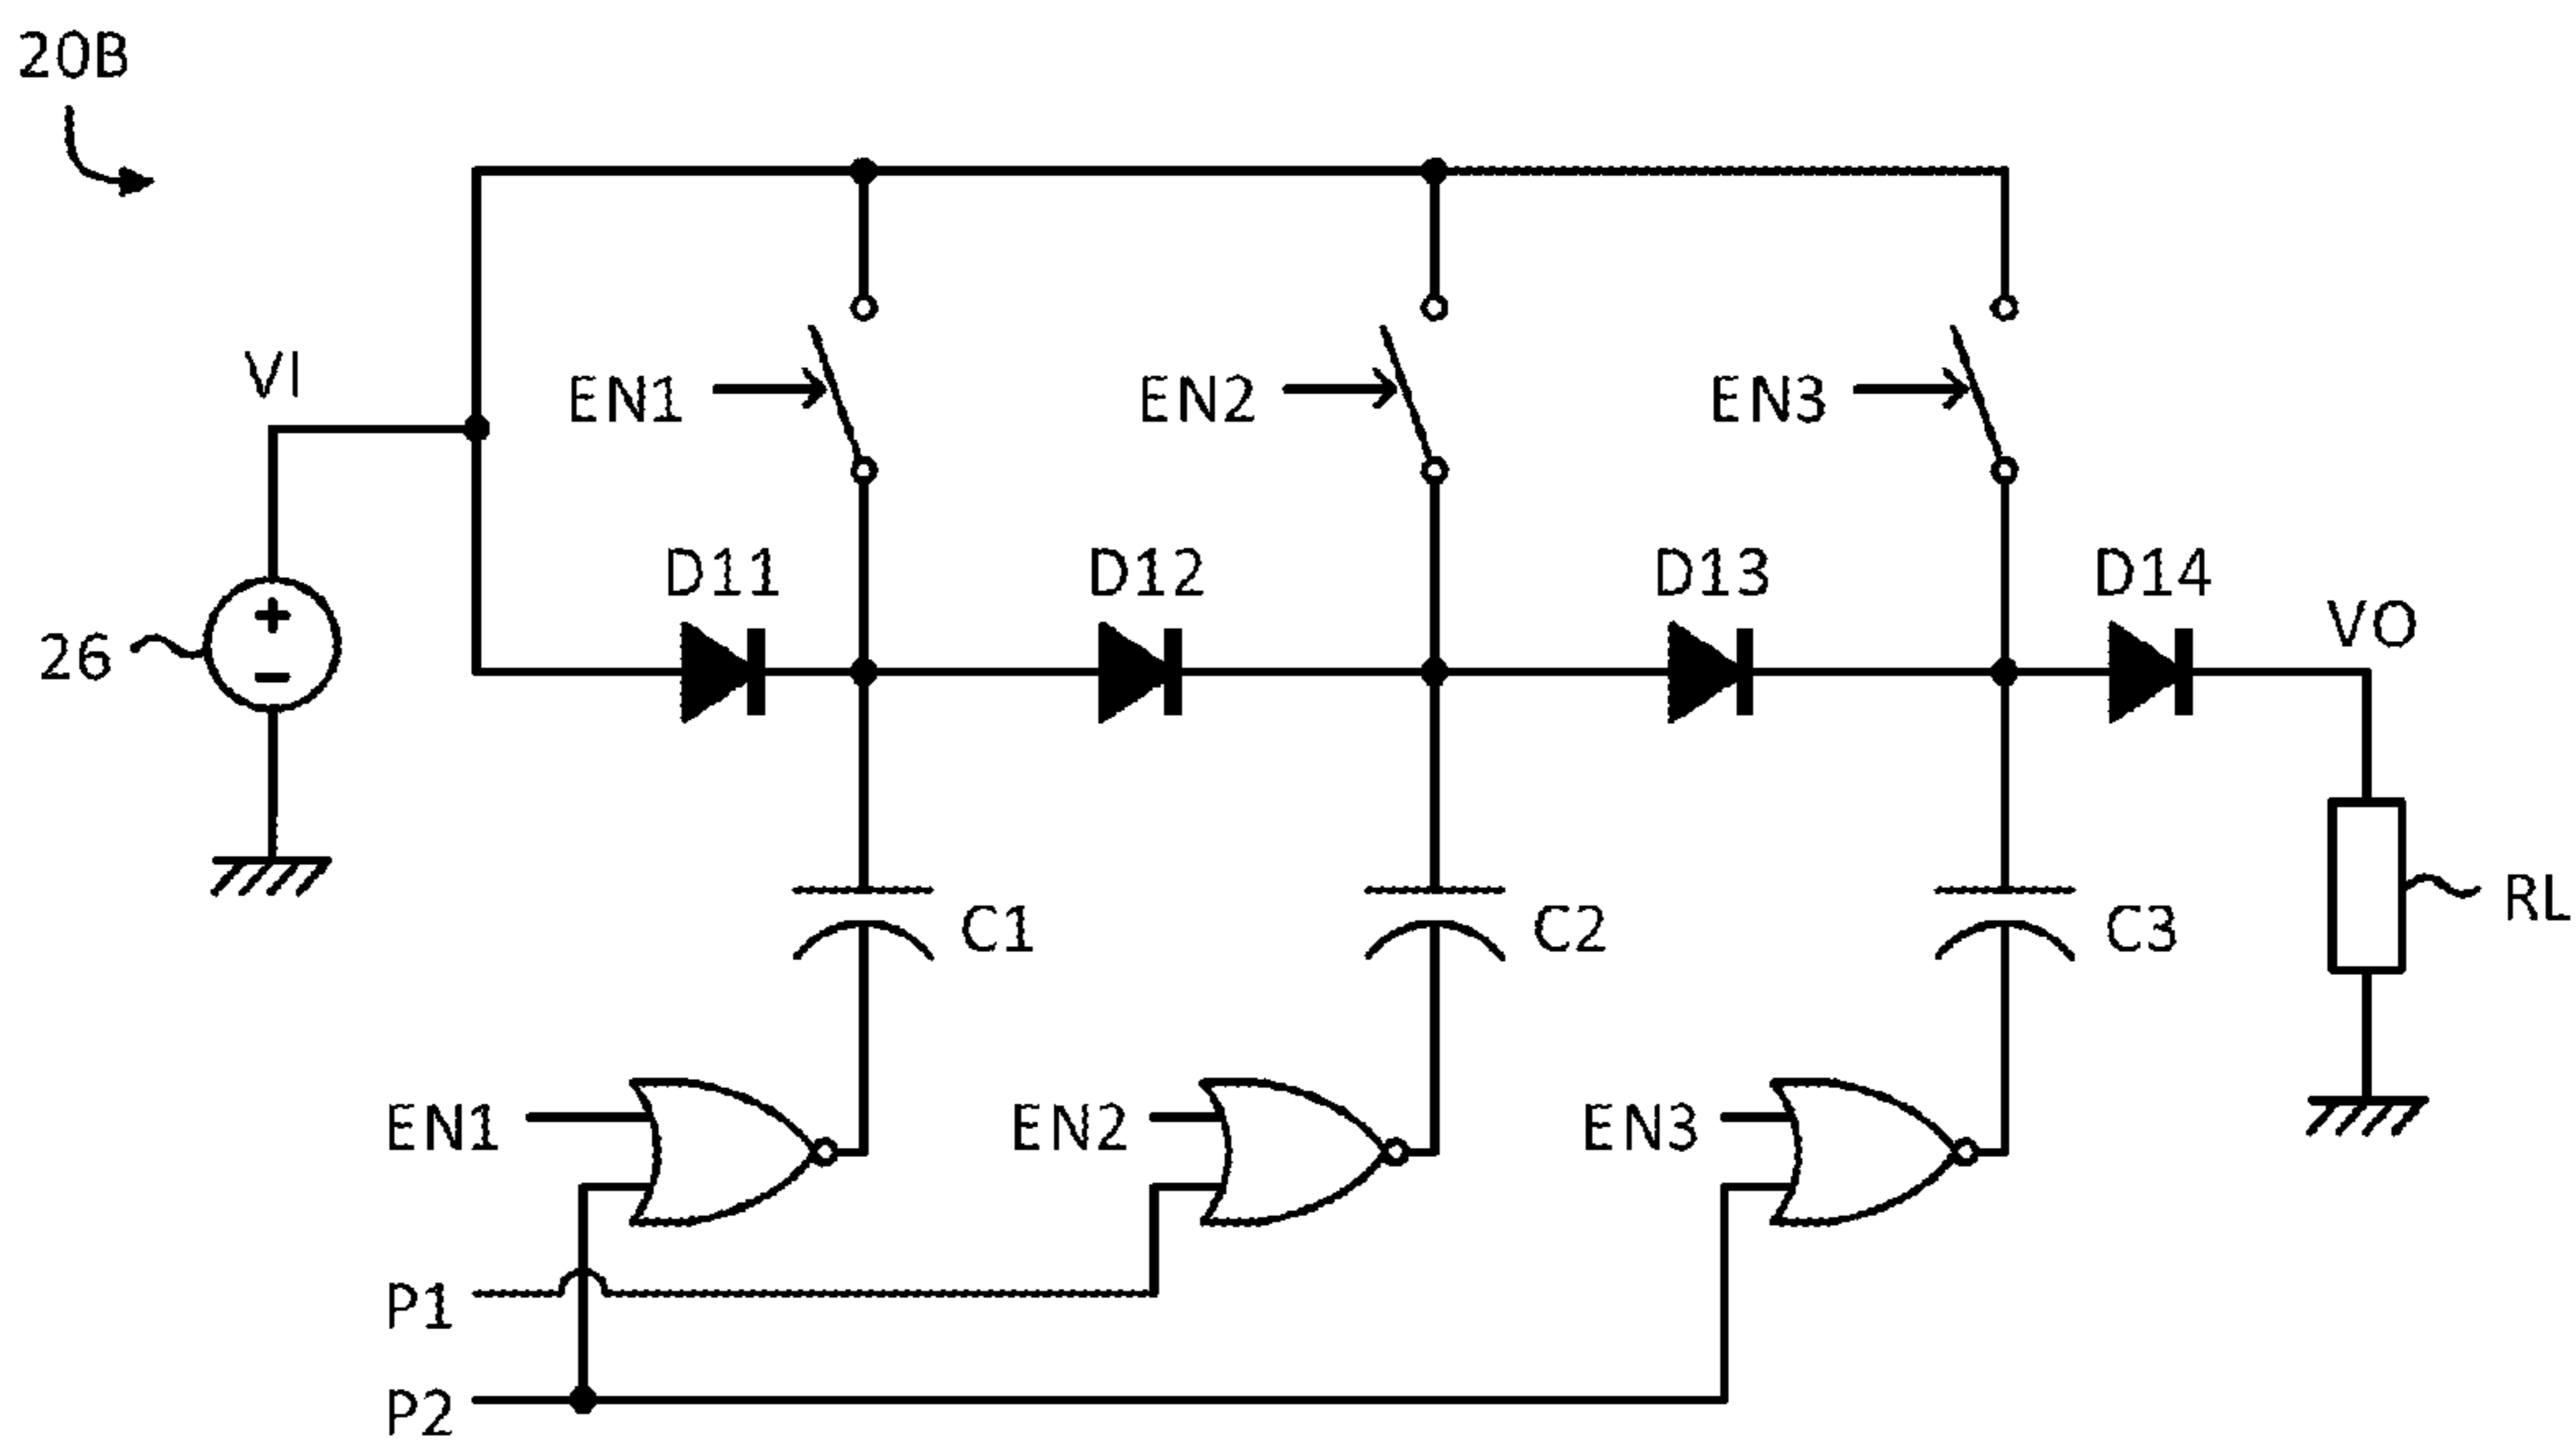 20B
VI
EN1
EN2
EN3
D11
D12
D13
D14
VO
26
+
−
C1
C2
C3
RL
EN1
EN2
EN3
P1
P2